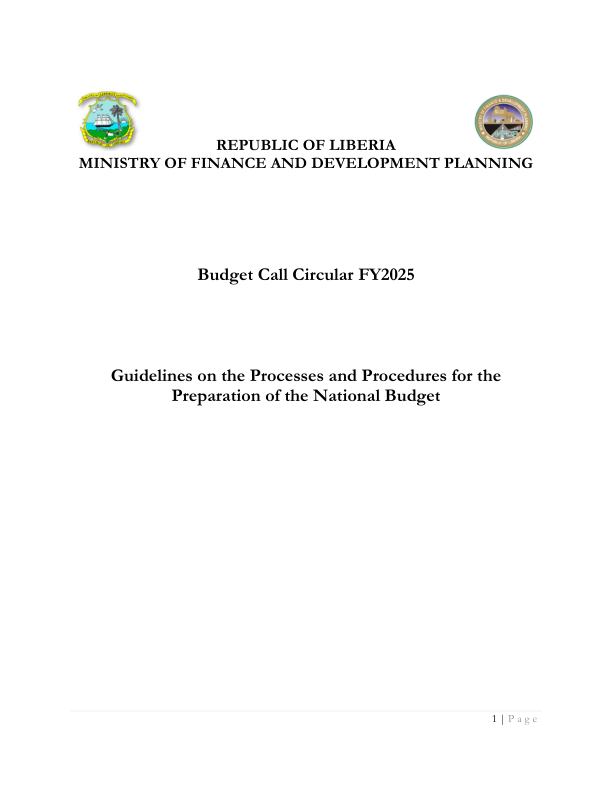 REPUBLIC OF LIBERIA
MINISTRY OF FINANCE AND DEVELOPMENT PLANNING
Budget Call Circular FY2025
Guidelines on the Processes and Procedures for the
Preparation of the National Budget
1 | Page